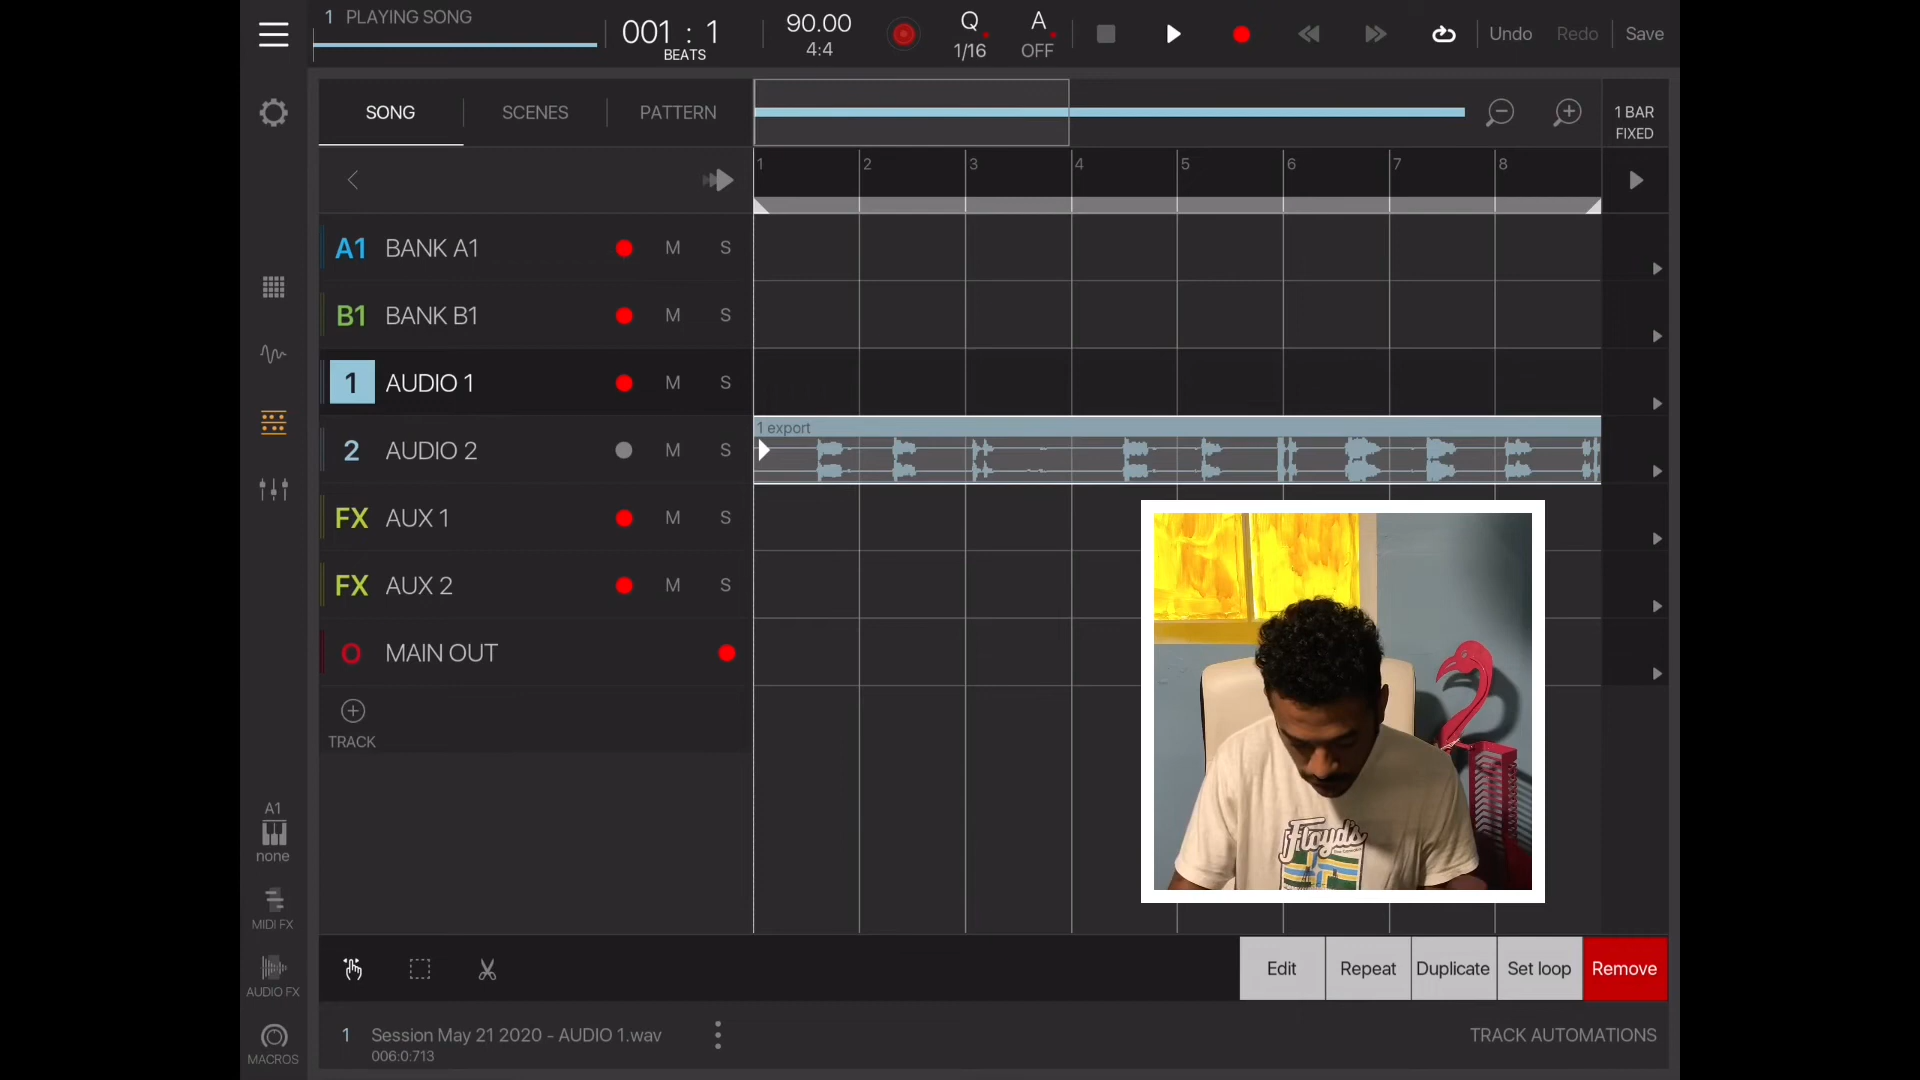 1 PLAYING SONG
001 : 1
BEATS
90.00
4:4
Q
1/16
A
OFF
Undo
Redo
Save
SONG
SCENES
PATTERN
1 BAR
FIXED
1 2 3 4 5 6 7 8
A1 BANK A1 M S
B1 BANK B1 M S
1 AUDIO 1 M S
2 AUDIO 2 M S
1 export
FX AUX 1 M S
FX AUX 2 M S
O MAIN OUT
TRACK
Floyd's
A1
none
MIDI FX
AUDIO FX
MACROS
Edit
Repeat
Duplicate
Set loop
Remove
1 Session May 21 2020 - AUDIO 1.wav
006:0:713
TRACK AUTOMATIONS